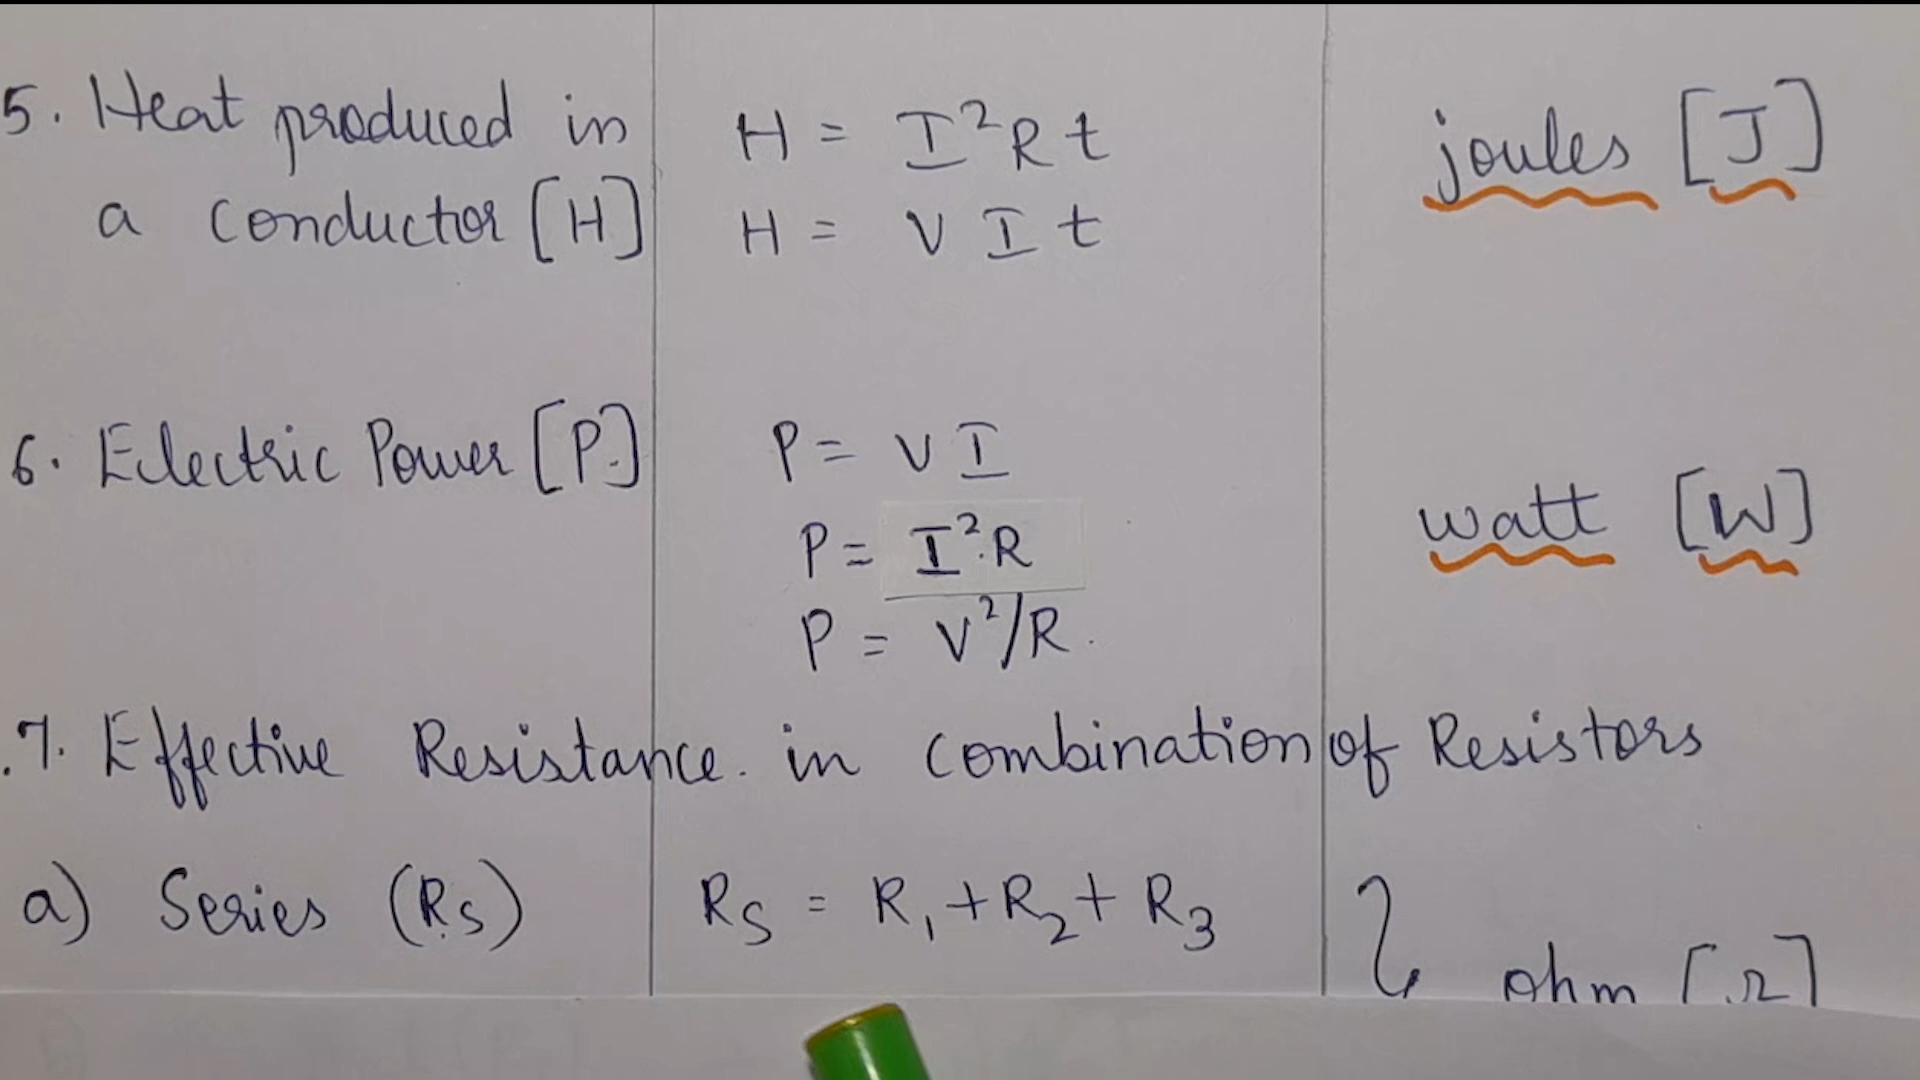 5. Heat produced in H = I²Rt joules [J]
a conductor [H] H = VIt
6. Electric Power [P] P = VI
P = I².R watt [W]
P = V²/R.
7. Effective Resistance. in combination of Resistors
a) Series (Rs) Rs = R₁ + R₂ + R₃
ohm [Ω]